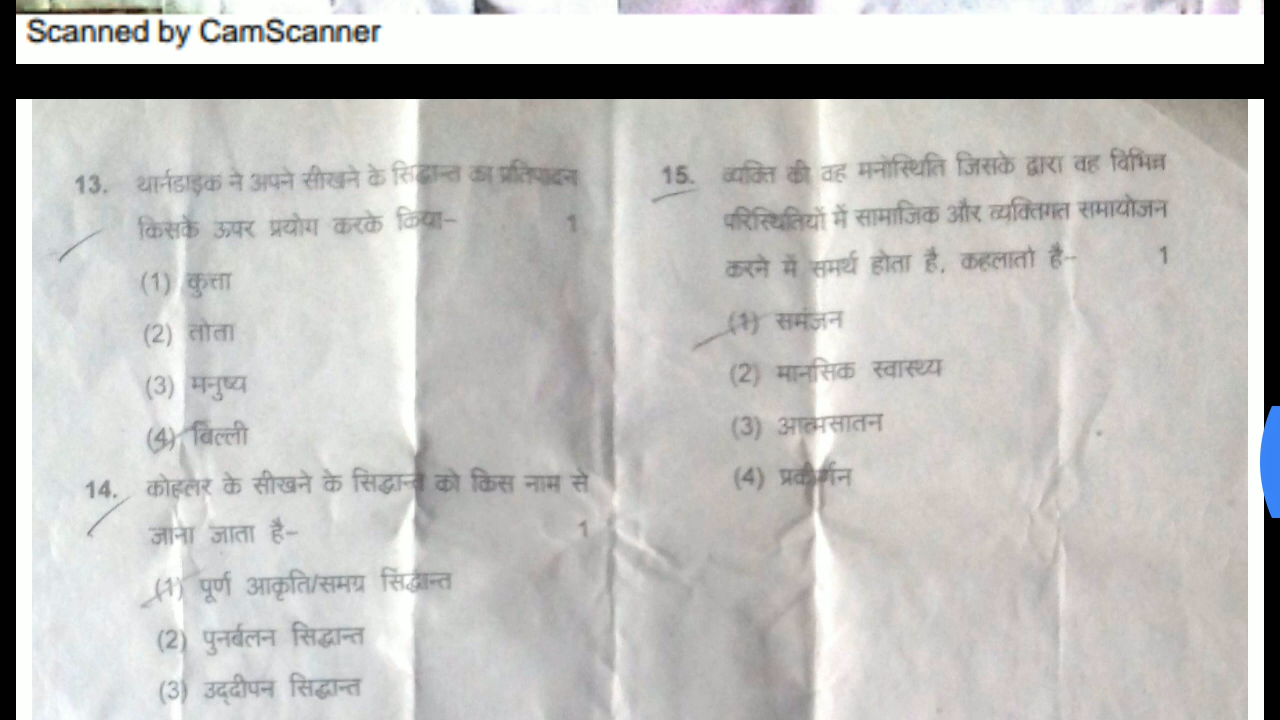 Scanned by CamScanner
13. थार्नडाइक ने अपने सीखने के सिद्धान्त का प्रतिपादन
किसके ऊपर प्रयोग करके किया– 1
(1) कुत्ता
(2) तोता
(3) मनुष्य
(4) बिल्ली
14. कोहलर के सीखने के सिद्धान्त को किस नाम से
जाना जाता है– 1
(1) पूर्ण आकृति/समग्र सिद्धान्त
(2) पुनर्बलन सिद्धान्त
(3) उद्दीपन सिद्धान्त
15. व्यक्ति की वह मनोस्थिति जिसके द्वारा वह विभिन्न
परिस्थितियों में सामाजिक और व्यक्तिगत समायोजन
करने में समर्थ होता है, कहलाती है– 1
(1) समंजन
(2) मानसिक स्वास्थ्य
(3) आत्मसातन
(4) प्रकीर्णन